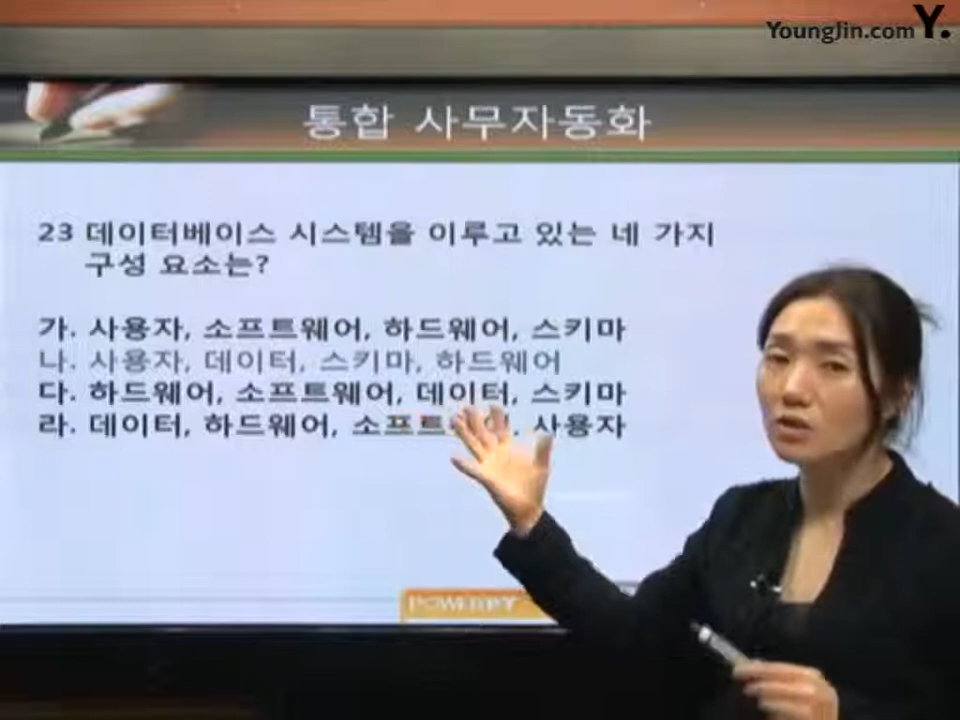 YoungJin.com Y.
통합 사무자동화
23 데이터베이스 시스템을 이루고 있는 네 가지
구성 요소는?
가. 사용자, 소프트웨어, 하드웨어, 스키마
나. 사용자, 데이터, 스키마, 하드웨어
다. 하드웨어, 소프트웨어, 데이터, 스키마
라. 데이터, 하드웨어, 사용자